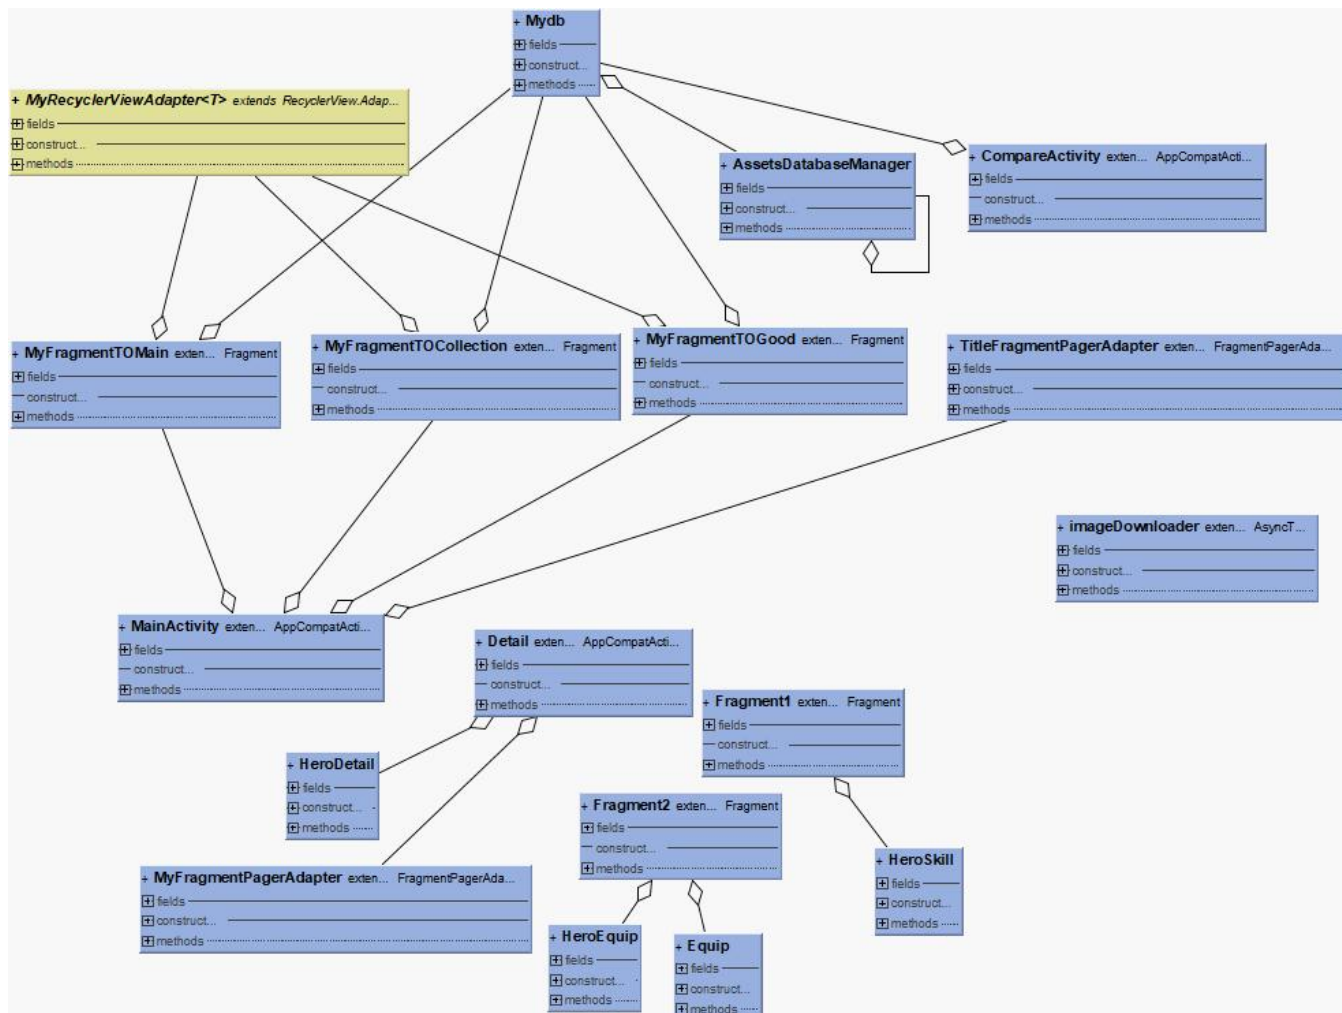 + Mydb
fields
construct...
methods
+ MyRecyclerViewAdapter<T> extends RecyclerView.Adap...
fields
construct...
methods
+ AssetsDatabaseManager
fields
construct...
methods
+ CompareActivity exten... AppCompatActi...
fields
construct...
methods
+ MyFragmentTOMain exten... Fragment
fields
construct...
methods
+ MyFragmentTOCollection exten... Fragment
fields
construct...
methods
+ MyFragmentTOGood exten... Fragment
fields
construct...
methods
+ TitleFragmentPagerAdapter exten... FragmentPagerAda...
fields
construct...
methods
+ imageDownloader exten... AsyncT...
fields
construct...
methods
+ MainActivity exten... AppCompatActi...
fields
construct...
methods
+ Detail exten... AppCompatActi...
fields
construct...
methods
+ Fragment1 exten... Fragment
fields
construct...
methods
+ HeroDetail
fields
construct...
methods
+ Fragment2 exten... Fragment
fields
construct...
methods
+ HeroSkill
fields
construct...
methods
+ MyFragmentPagerAdapter exten... FragmentPagerAda...
fields
construct...
methods
+ HeroEquip
fields
construct...
methods
+ Equip
fields
construct...
methods